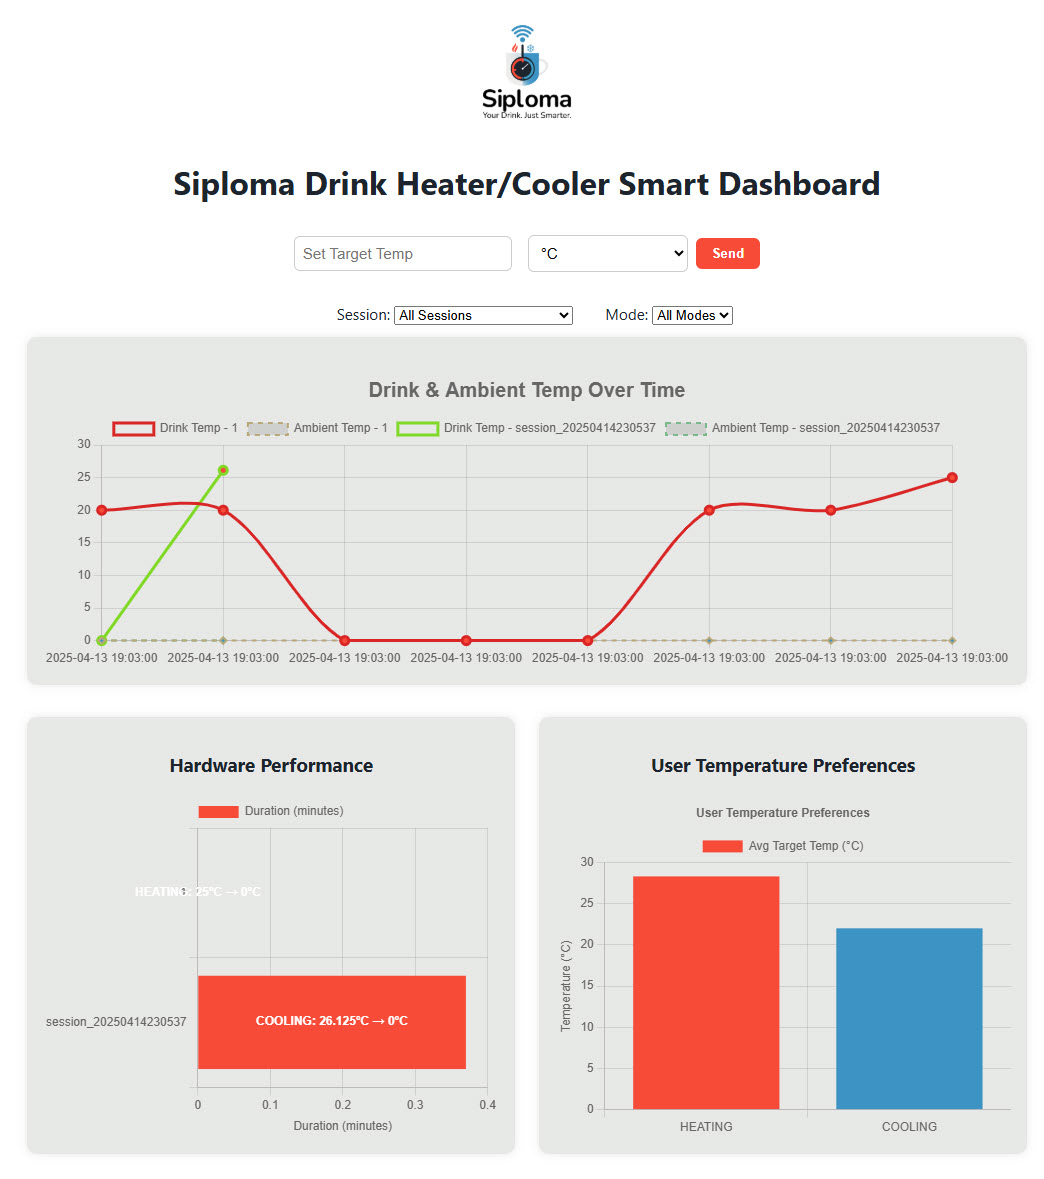 Siploma
Your Drink. Just Smarter.
Siploma Drink Heater/Cooler Smart Dashboard
Set Target Temp °C Send
Session: All Sessions Mode: All Modes
Drink & Ambient Temp Over Time
Drink Temp - 1 Ambient Temp - 1 Drink Temp - session_20250414230537 Ambient Temp - session_20250414230537
30
25
20
15
10
5
0
2025-04-13 19:03:00 2025-04-13 19:03:00 2025-04-13 19:03:00 2025-04-13 19:03:00 2025-04-13 19:03:00 2025-04-13 19:03:00 2025-04-13 19:03:00 2025-04-13 19:03:00
Hardware Performance
Duration (minutes)
HEATING: 25°C → 0°C
session_20250414230537
COOLING: 26.125°C → 0°C
0 0.1 0.2 0.3 0.4
Duration (minutes)
User Temperature Preferences
User Temperature Preferences
Avg Target Temp (°C)
Temperature (°C)
30
25
20
15
10
5
0
HEATING COOLING